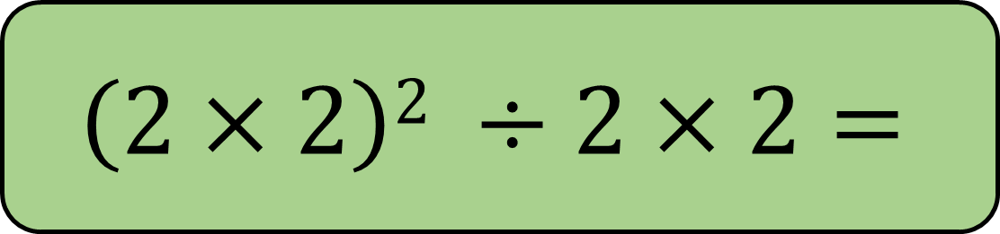 (2 × 2)² ÷ 2 × 2 =